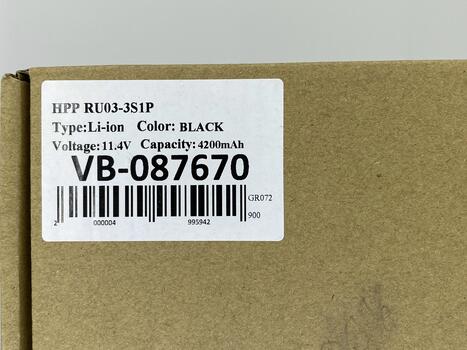 HPP RU03-3S1P
Type:Li-ion Color: BLACK
Voltage:11.4V Capacity:4200mAh
VB-087670
GR072
900
2 000004 995942